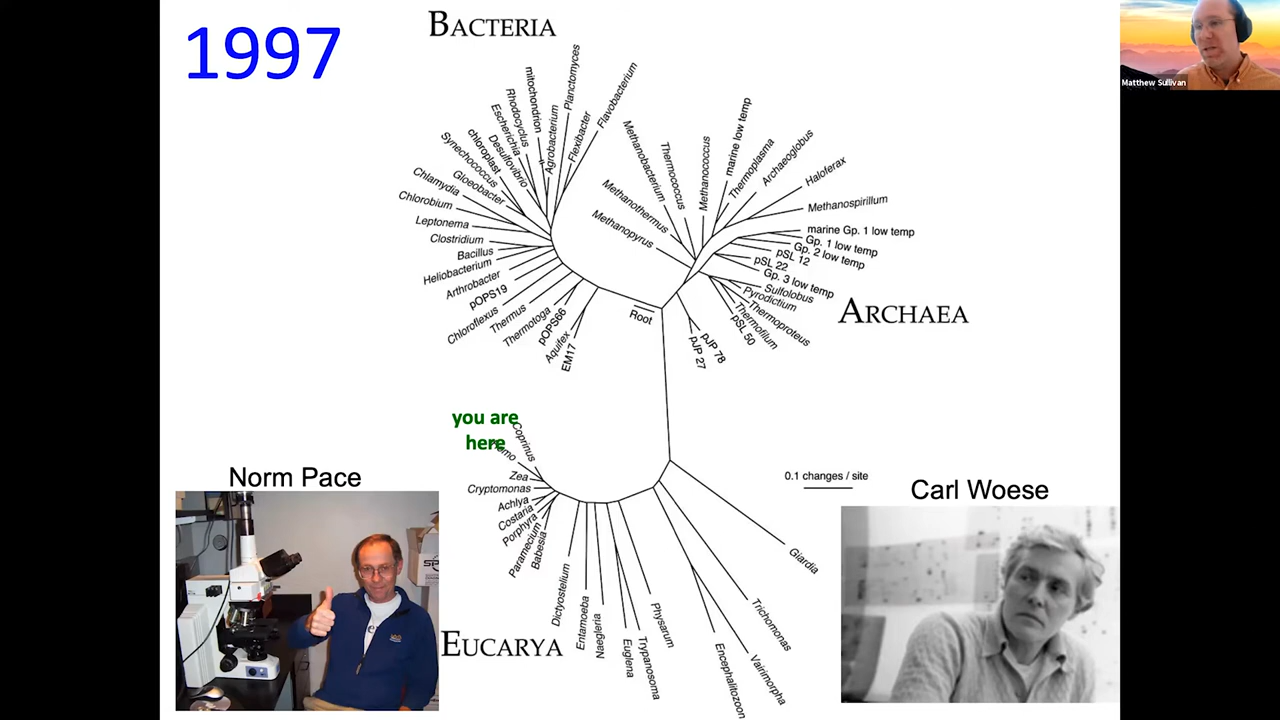 1997
BACTERIA
Matthew Sullivan
Planctomyces
Flavobacterium
mitochondrion
Rhodocyclus
Escherichia
Desulfovibrio
Agrobacterium
Flexibacter
chloroplast
Synechococcus
Gloeobacter
Chlamydia
Chlorobium
Leptonema
Clostridium
Bacillus
Heliobacterium
Arthrobacter
pOPS19
Chloroflexus
Thermus
Thermotoga
pOPS66
Aquifex
EM17
Root
Methanobacterium
Thermococcus
Methanothermus
Methanopyrus
Methanococcus
marine low temp
Thermoplasma
Archaeoglobus
Haloferax
Methanospirillum
marine Gp. 1 low temp
Gp. 1 low temp
Gp. 2 low temp
pSL 12
pSL 22
Gp. 3 low temp
Sulfolobus
Pyrodictium
Thermoproteus
Thermofilum
pSL 50
pJP 78
pJP 27
ARCHAEA
you are
here
Coprinus
Zea
Cryptomonas
Achlya
Costaria
Porphyra
Paramecium
Babesia
Dictyostelium
Entamoeba
Naegleria
Euglena
Trypanosoma
Physarum
Encephalitozoon
Vairimorpha
Trichomonas
Giardia
EUCARYA
0.1 changes / site
Norm Pace
Carl Woese